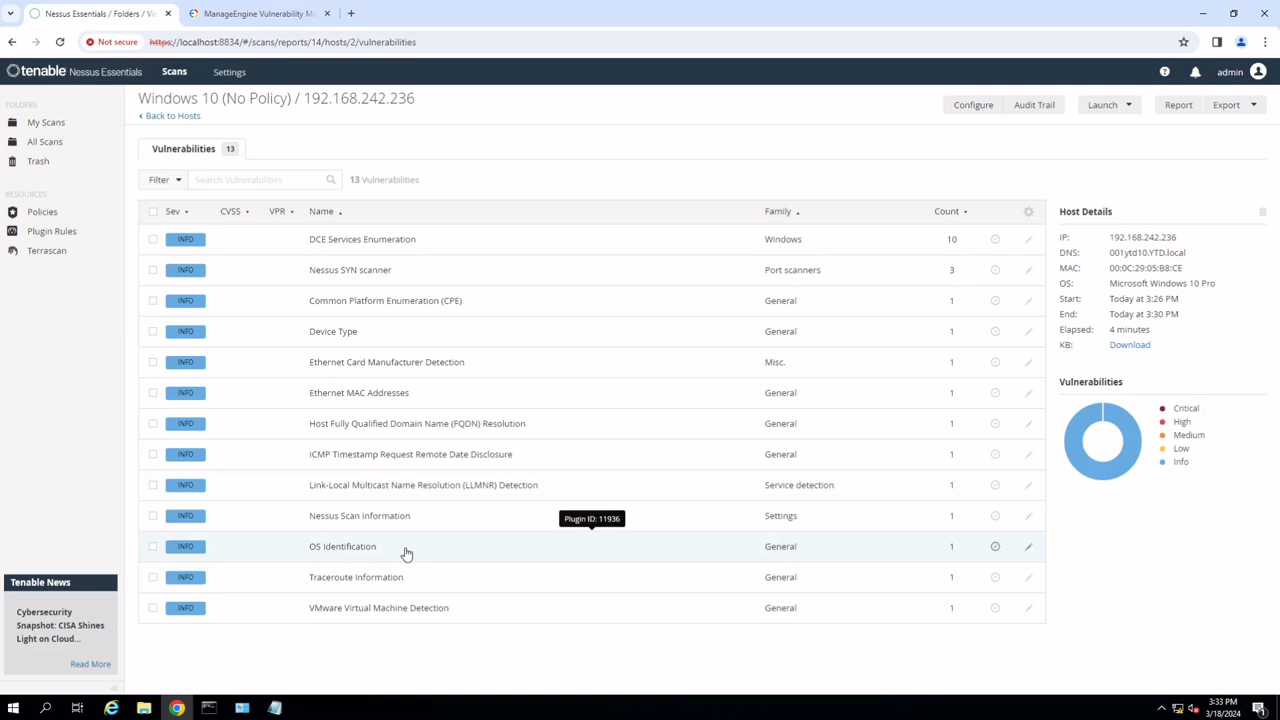 Nessus Essentials / Folders / Vie
ManageEngine Vulnerability Ma
Not secure
https://localhost:8834/#/scans/reports/14/hosts/2/vulnerabilities
tenable Nessus Essentials
Scans
Settings
admin
FOLDERS
My Scans
All Scans
Trash
RESOURCES
Policies
Plugin Rules
Terrascan
Tenable News
Cybersecurity
Snapshot: CISA Shines
Light on Cloud...
Read More
Windows 10 (No Policy) / 192.168.242.236
Back to Hosts
Configure
Audit Trail
Launch
Report
Export
Vulnerabilities 13
Filter
Search Vulnerabilities
13 Vulnerabilities
Sev CVSS VPR Name Family Count
INFO DCE Services Enumeration Windows 10
INFO Nessus SYN scanner Port scanners 3
INFO Common Platform Enumeration (CPE) General 1
INFO Device Type General 1
INFO Ethernet Card Manufacturer Detection Misc. 1
INFO Ethernet MAC Addresses General 1
INFO Host Fully Qualified Domain Name (FQDN) Resolution General 1
INFO ICMP Timestamp Request Remote Date Disclosure General 1
INFO Link-Local Multicast Name Resolution (LLMNR) Detection Service detection 1
INFO Nessus Scan Information Settings 1
Plugin ID: 11936
INFO OS Identification General 1
INFO Traceroute Information General 1
INFO VMware Virtual Machine Detection General 1
Host Details
IP: 192.168.242.236
DNS: 001ytd10.YTD.local
MAC: 00:0C:29:05:B8:CE
OS: Microsoft Windows 10 Pro
Start: Today at 3:26 PM
End: Today at 3:30 PM
Elapsed: 4 minutes
KB: Download
Vulnerabilities
Critical
High
Medium
Low
Info
3:33 PM
3/18/2024
1